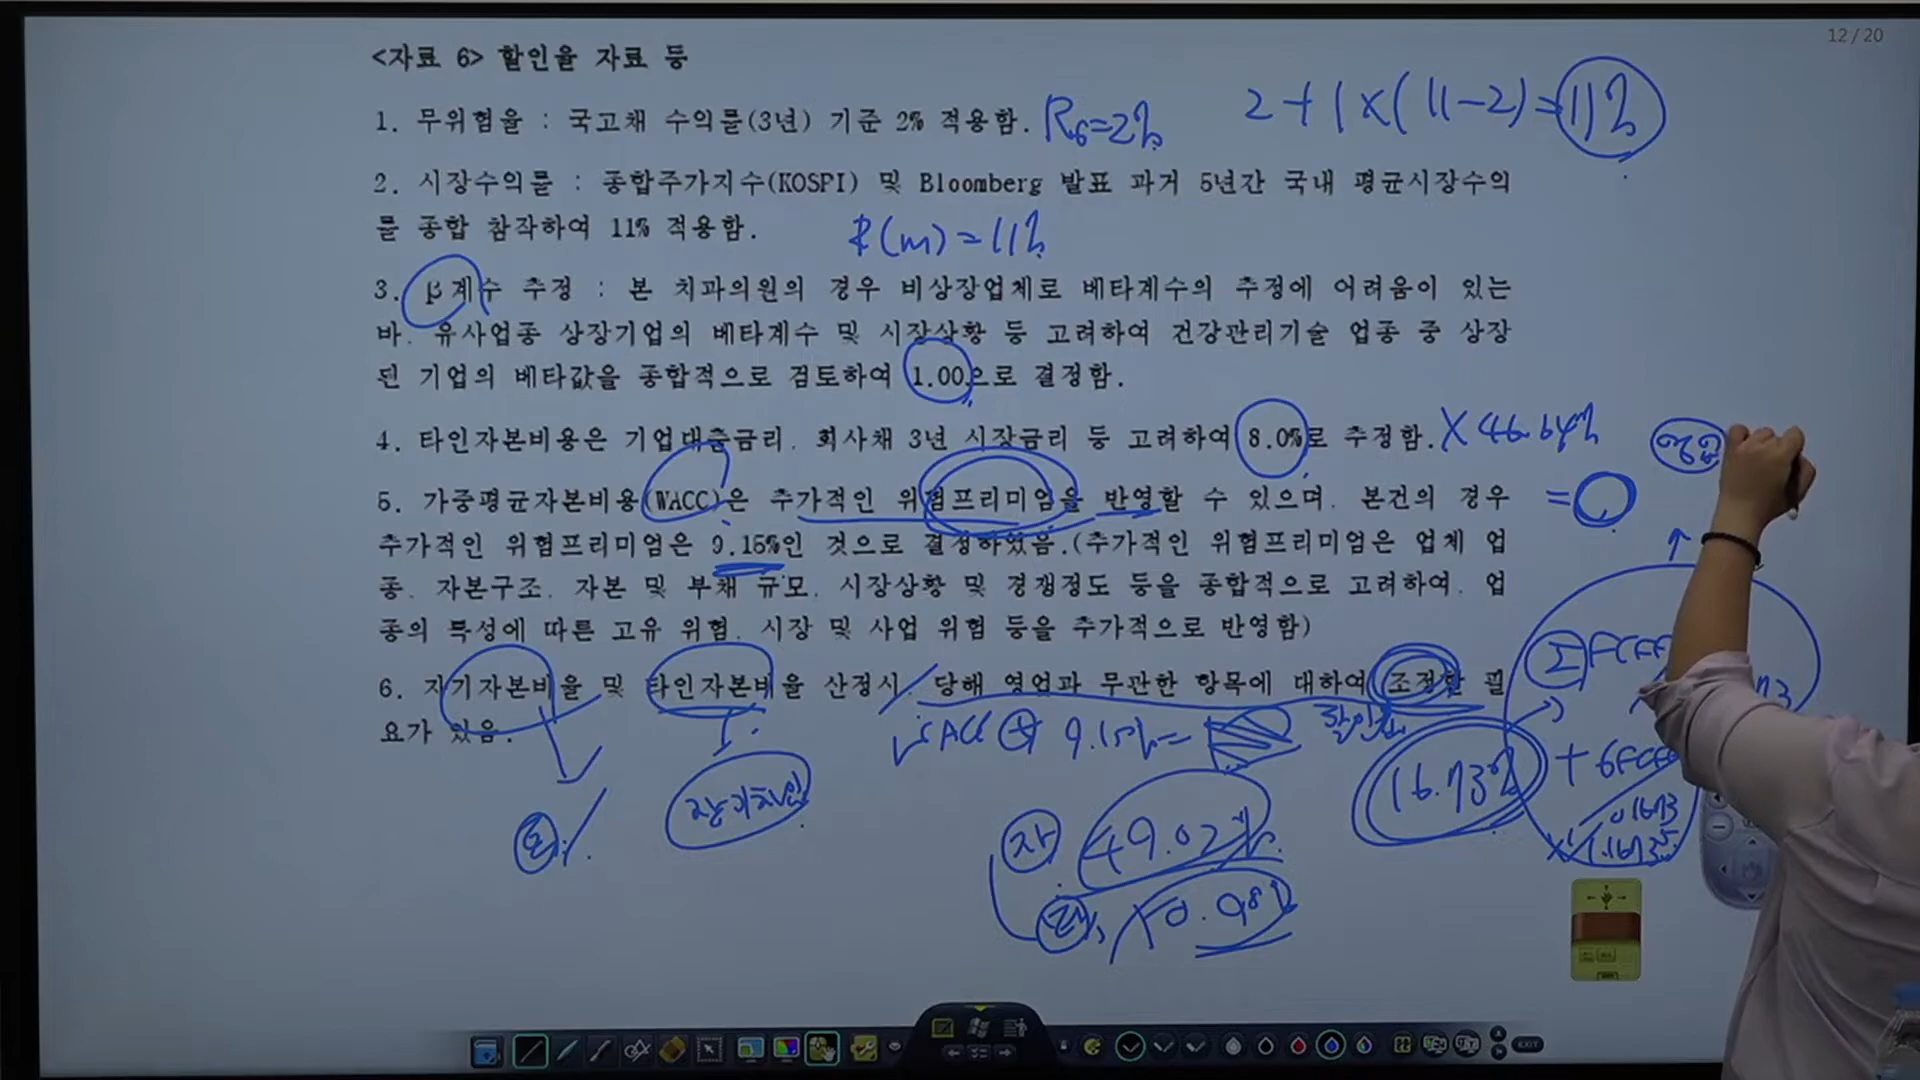 12 / 20
<자료 6> 할인율 자료 등
2 + 1 × ( 11 - 2 ) = 11%
1. 무위험율 : 국고채 수익률(3년) 기준 2% 적용함. Rf=2%
2. 시장수익률 : 종합주가지수(KOSPI) 및 Bloomberg 발표 과거 5년간 국내 평균시장수익
률 종합 참작하여 11% 적용함.
R(m) = 11%
3. β계수 추정 : 본 치과의원의 경우 비상장업체로 베타계수의 추정에 어려움이 있는
바, 유사업종 상장기업의 베타계수 및 시장상황 등 고려하여 건강관리기술 업종 중 상장
된 기업의 베타값을 종합적으로 검토하여 1.00으로 결정함.
4. 타인자본비용은 기업대출금리, 회사채 3년 시장금리 등 고려하여 8.0%로 추정함.
5. 가중평균자본비용(WACC)은 추가적인 위험프리미엄을 반영할 수 있으며, 본건의 경우
추가적인 위험프리미엄은 9.15%인 것으로 결정하였음.(추가적인 위험프리미엄은 업체 업
종, 자본구조, 자본 및 부채 규모, 시장상황 및 경쟁정도 등을 종합적으로 고려하여, 업
종의 특성에 따른 고유 위험, 시장 및 사업 위험 등을 추가적으로 반영함)
6. 자기자본비율 및 타인자본비율 산정시, 당해 영업과 무관한 항목에 대하여 조정할 필
요가 있음.
WACC + 9.15% =
16.73%
자 49.02%
EXIT